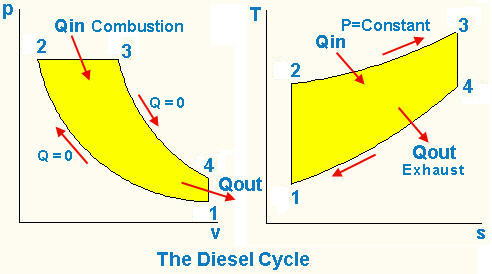 p
Qin Combustion
2
3
Q = 0
Q = 0
4
Qout
1
v
T
P=Constant
3
Qin
2
4
Qout
Exhaust
1
s
The Diesel Cycle